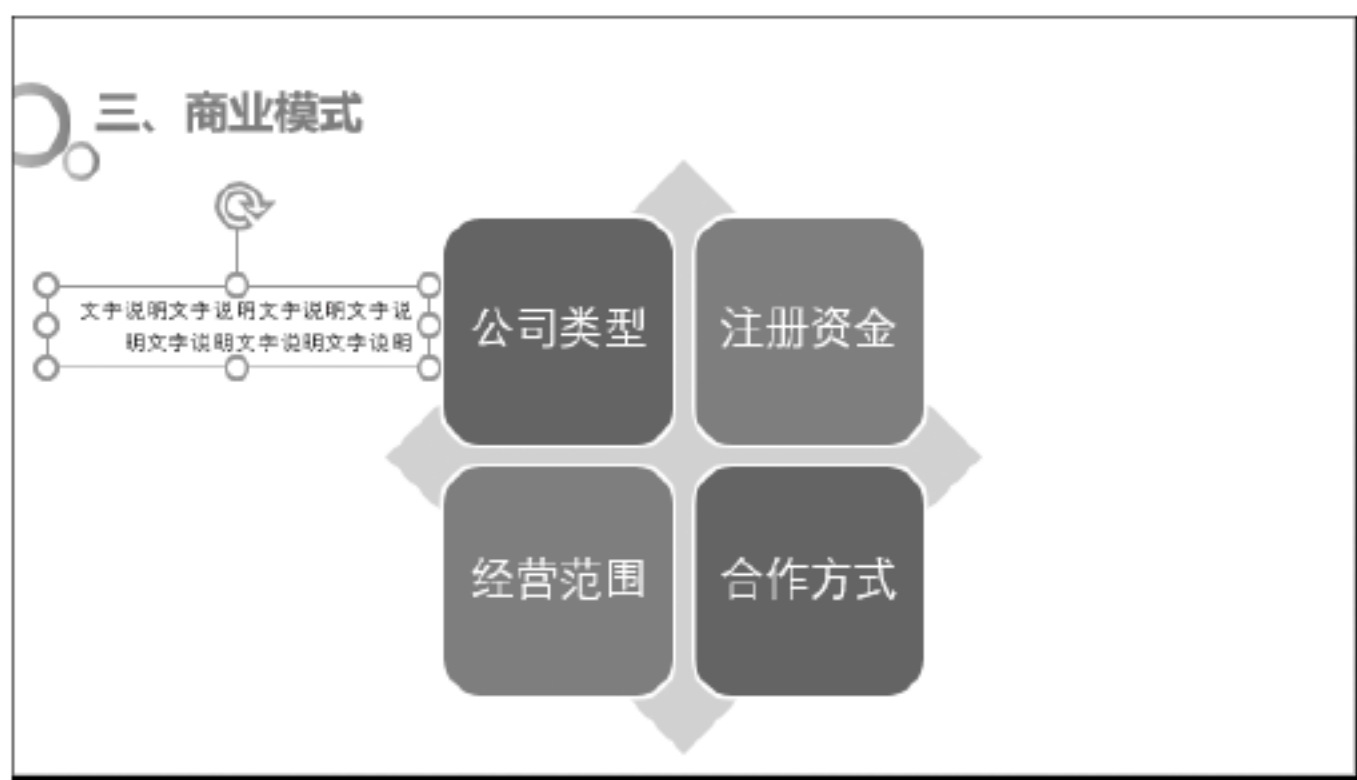 三、商业模式
文字说明文字说明文字说明文字说
明文字说明文字说明文字说明
公司类型
注册资金
经营范围
合作方式